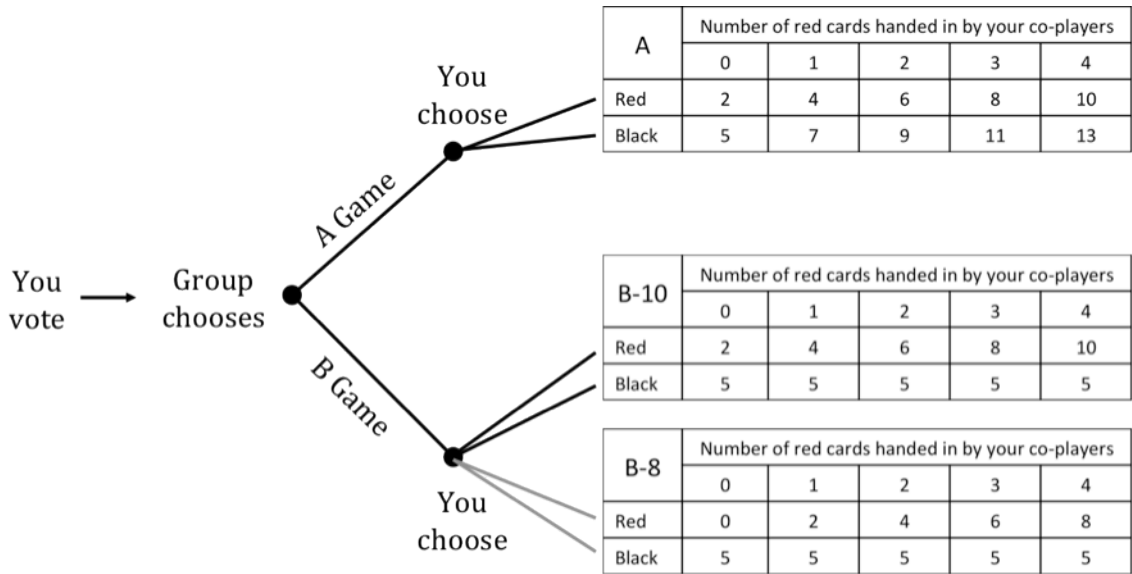 You
vote
Group
chooses
A Game
B Game
You
choose
You
choose
A
Number of red cards handed in by your co-players
0 1 2 3 4
Red 2 4 6 8 10
Black 5 7 9 11 13
B-10
Number of red cards handed in by your co-players
0 1 2 3 4
Red 2 4 6 8 10
Black 5 5 5 5 5
B-8
Number of red cards handed in by your co-players
0 1 2 3 4
Red 0 2 4 6 8
Black 5 5 5 5 5